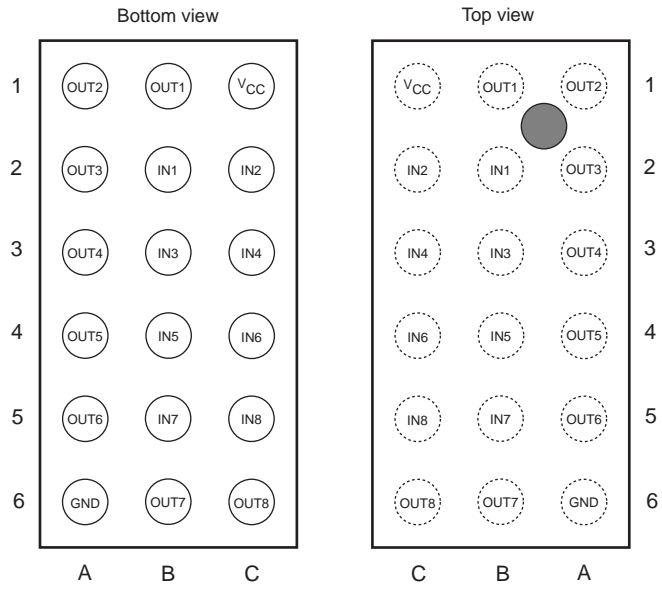 Bottom view
1 OUT2 OUT1 VCC
2 OUT3 IN1 IN2
3 OUT4 IN3 IN4
4 OUT5 IN5 IN6
5 OUT6 IN7 IN8
6 GND OUT7 OUT8
A B C
Top view
VCC OUT1 OUT2 1
IN2 IN1 OUT3 2
IN4 IN3 OUT4 3
IN6 IN5 OUT5 4
IN8 IN7 OUT6 5
OUT8 OUT7 GND 6
C B A